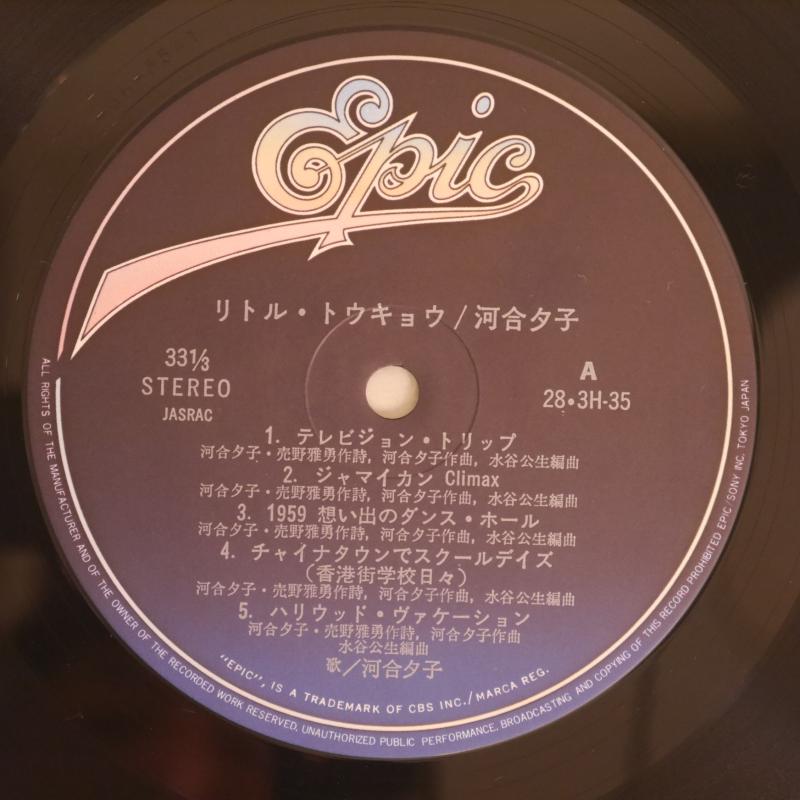 Epic
リトル・トウキョウ/河合夕子
33⅓
STEREO
JASRAC
A
28・3H-35
1. テレビジョン・トリップ
河合夕子・売野雅勇作詩, 河合夕子作曲, 水谷公生編曲
2. ジャマイカン Climax
河合夕子・売野雅勇作詩, 河合夕子作曲, 水谷公生編曲
3. 1959 想い出のダンス・ホール
河合夕子・売野雅勇作詩, 河合夕子作曲, 水谷公生編曲
4. チャイナタウンでスクールデイズ
(香港街学校日々)
河合夕子・売野雅勇作詩, 河合夕子作曲, 水谷公生編曲
5. ハリウッド・ヴァケーション
河合夕子・売野雅勇作詩, 河合夕子作曲
水谷公生編曲
歌/河合夕子
"EPIC", IS A TRADEMARK OF CBS INC./MARCA REG.
ALL RIGHTS OF THE MANUFACTURER AND OF THE OWNER OF THE RECORDED WORK RESERVED, UNAUTHORIZED PUBLIC PERFORMANCE, BROADCASTING AND COPYING OF THIS RECORD PROHIBITED EPIC/SONY INC. TOKYO JAPAN